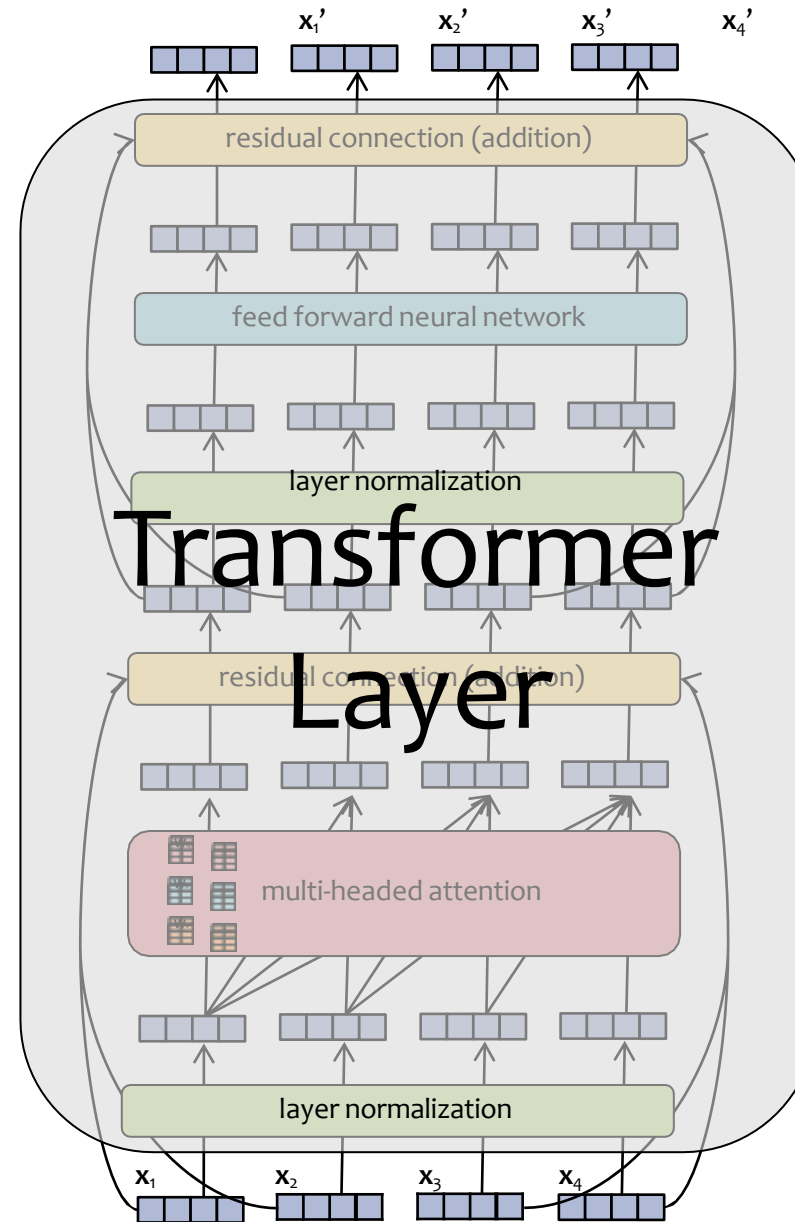 x₁’ x₂’ x₃’ x₄’
residual connection (addition)
feed forward neural network
layer normalization
Transformer
Layer
residual connection (addition)
multi-headed attention
layer normalization
x₁ x₂ x₃ x₄